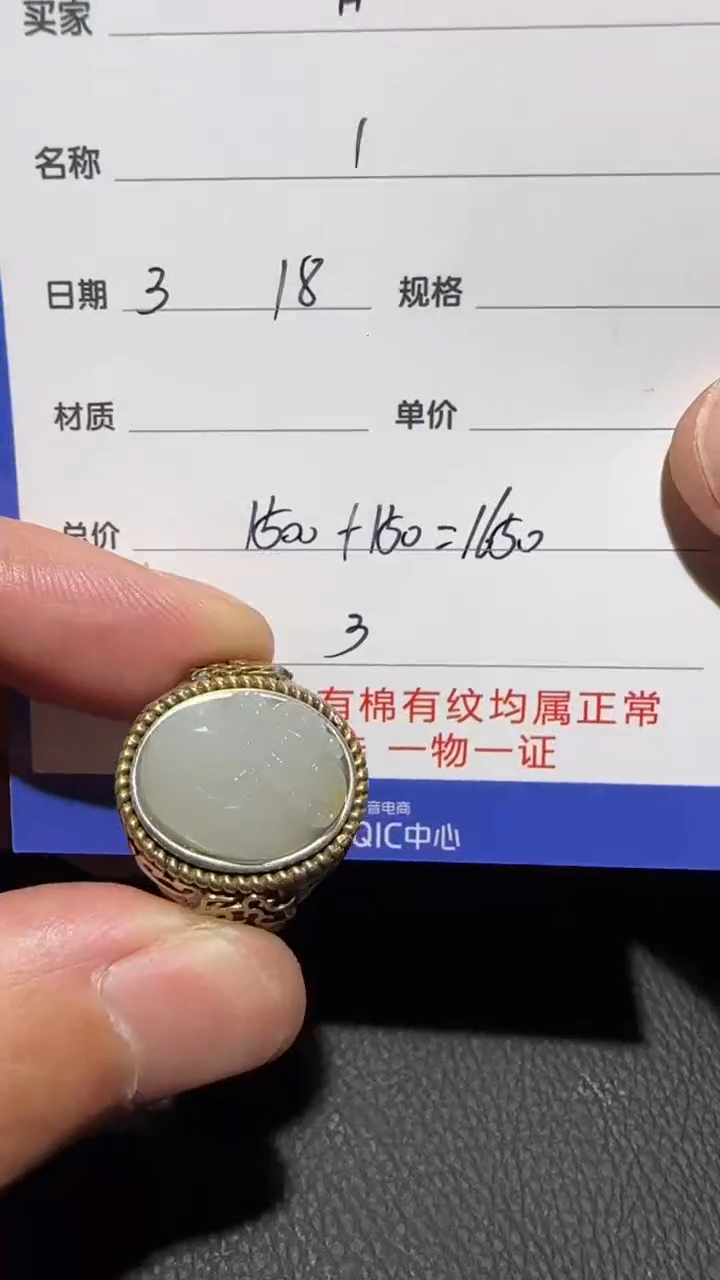 买家
名称 1
日期 3 18 规格
材质 单价
总价 1500+150=1650
3
有棉有纹均属正常
一物一证
音电商
QIC中心